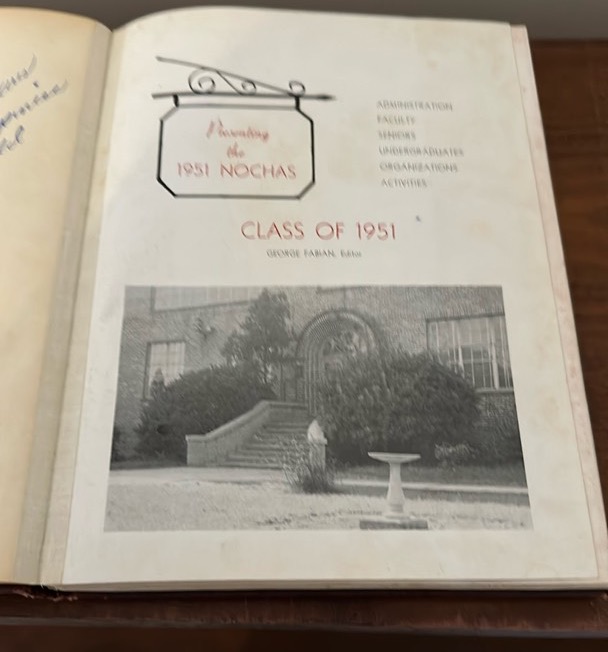 Presenting
the
1951 NOCHAS
ADMINISTRATION
FACULTY
SENIORS
UNDERGRADUATES
ORGANIZATIONS
ACTIVITIES
CLASS OF 1951
GEORGE FABIAN, Editor